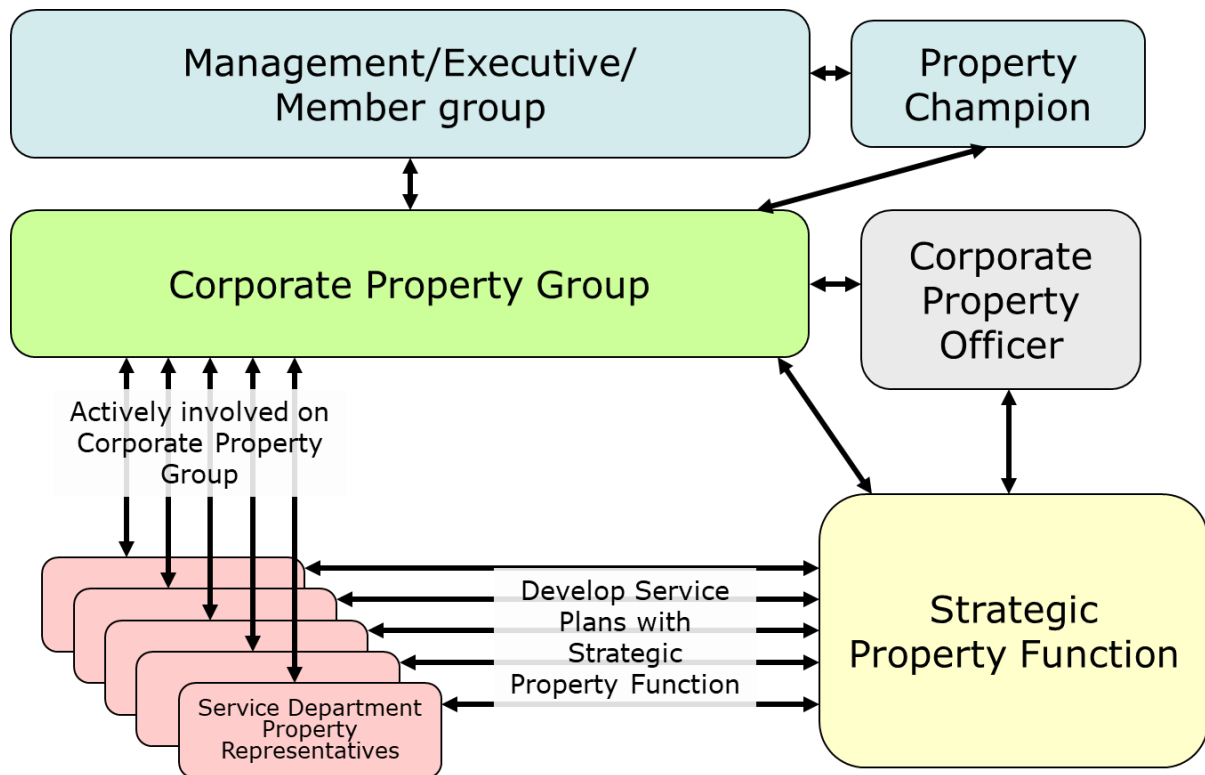 Management/Executive/
Member group
Property
Champion
Corporate Property Group
Corporate
Property
Officer
Actively involved on
Corporate Property
Group
Develop Service
Plans with
Strategic
Property Function
Strategic
Property Function
Service Department
Property
Representatives